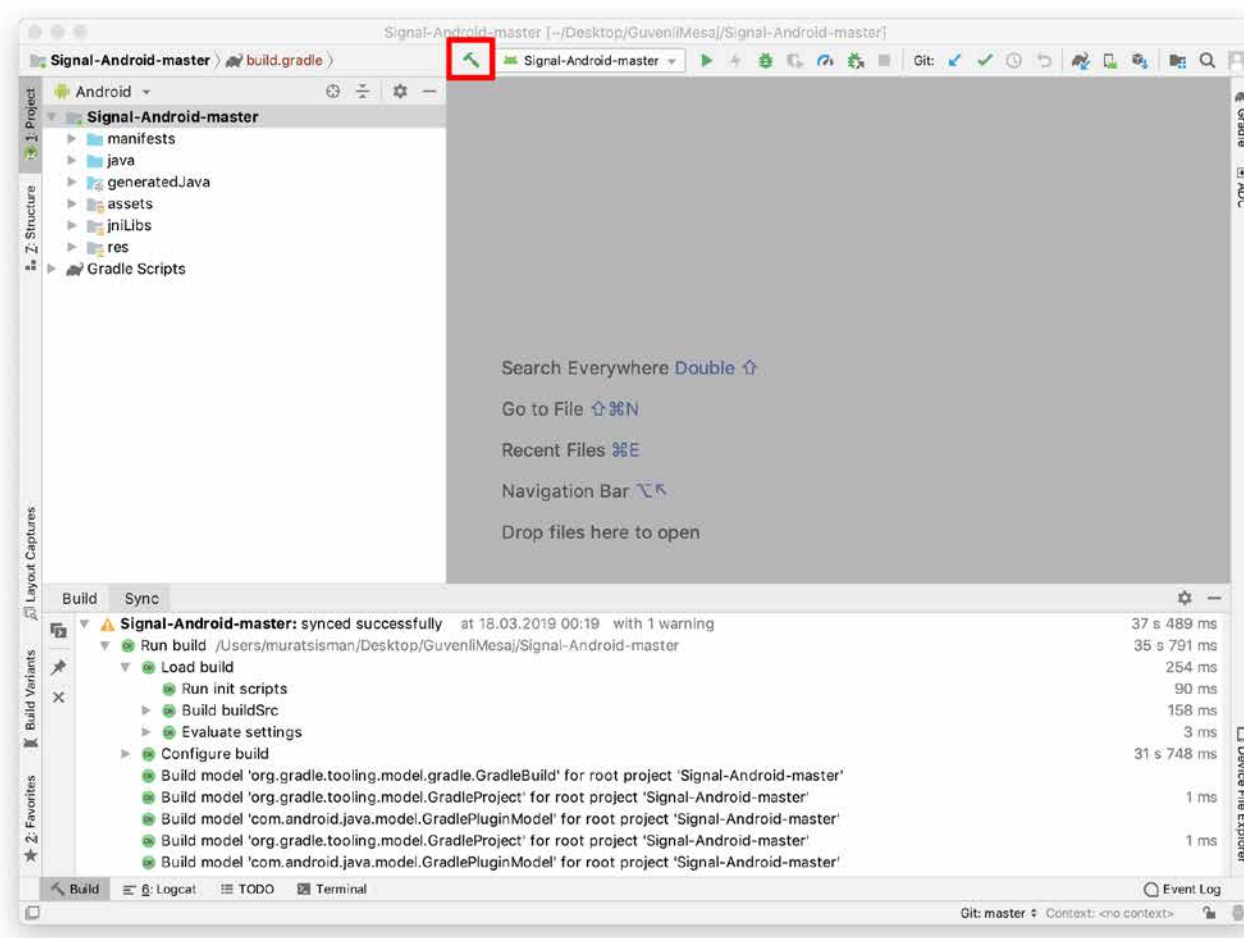 Signal-Android-master [~/Desktop/GuvenliMesaj/Signal-Android-master]
Signal-Android-master 〉 build.gradle 〉
Signal-Android-master
Git:
1: Project
Z: Structure
Layout Captures
Build Variants
2: Favorites
Android
Signal-Android-master
manifests
java
generatedJava
assets
jniLibs
res
Gradle Scripts
Search Everywhere Double ⇧
Go to File ⇧⌘N
Recent Files ⌘E
Navigation Bar ⌥↖
Drop files here to open
Gradle
ADC
Device File Explorer
Build Sync
Signal-Android-master: synced successfully at 18.03.2019 00:19 with 1 warning 37 s 489 ms
Run build /Users/muratsisman/Desktop/GuvenliMesaj/Signal-Android-master 35 s 791 ms
Load build 254 ms
Run init scripts 90 ms
Build buildSrc 158 ms
Evaluate settings 3 ms
Configure build 31 s 748 ms
Build model 'org.gradle.tooling.model.gradle.GradleBuild' for root project 'Signal-Android-master'
Build model 'org.gradle.tooling.model.GradleProject' for root project 'Signal-Android-master' 1 ms
Build model 'com.android.java.model.GradlePluginModel' for root project 'Signal-Android-master'
Build model 'org.gradle.tooling.model.GradleProject' for root project 'Signal-Android-master' 1 ms
Build model 'com.android.java.model.GradlePluginModel' for root project 'Signal-Android-master'
Build 6: Logcat TODO Terminal Event Log
Git: master Context: <no context>